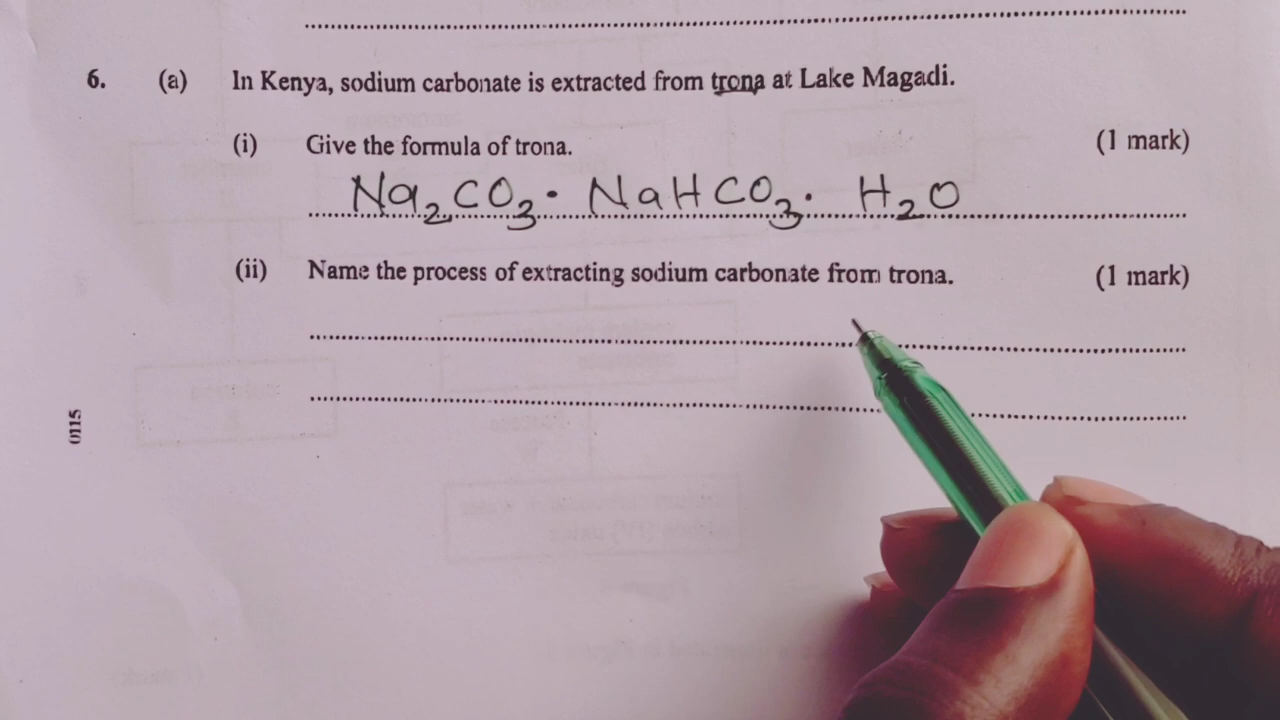 6. (a) In Kenya, sodium carbonate is extracted from trona at Lake Magadi.
(i) Give the formula of trona. (1 mark)
Na₂CO₃. NaHCO₃. H₂O
(ii) Name the process of extracting sodium carbonate from trona. (1 mark)
0115